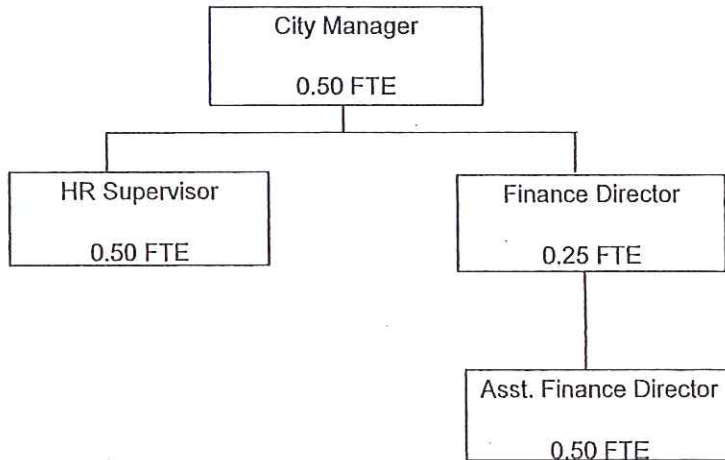 City Manager
0.50 FTE
HR Supervisor
0.50 FTE
Finance Director
0.25 FTE
Asst. Finance Director
0.50 FTE